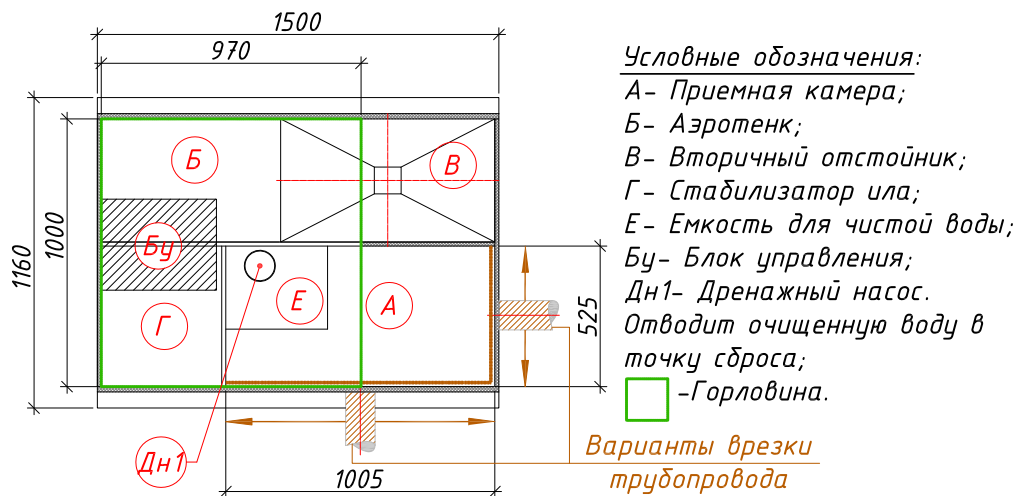 1500
970
1160
1000
Б
В
Бу
Г
Е
А
525
Дн1
1005
Варианты врезки
трубопровода
Условные обозначения:
А- Приемная камера;
Б- Аэротенк;
В- Вторичный отстойник;
Г- Стабилизатор ила;
Е- Емкость для чистой воды;
Бу- Блок управления;
Дн1- Дренажный насос.
Отводит очищенную воду в
точку сброса;
-Горловина.